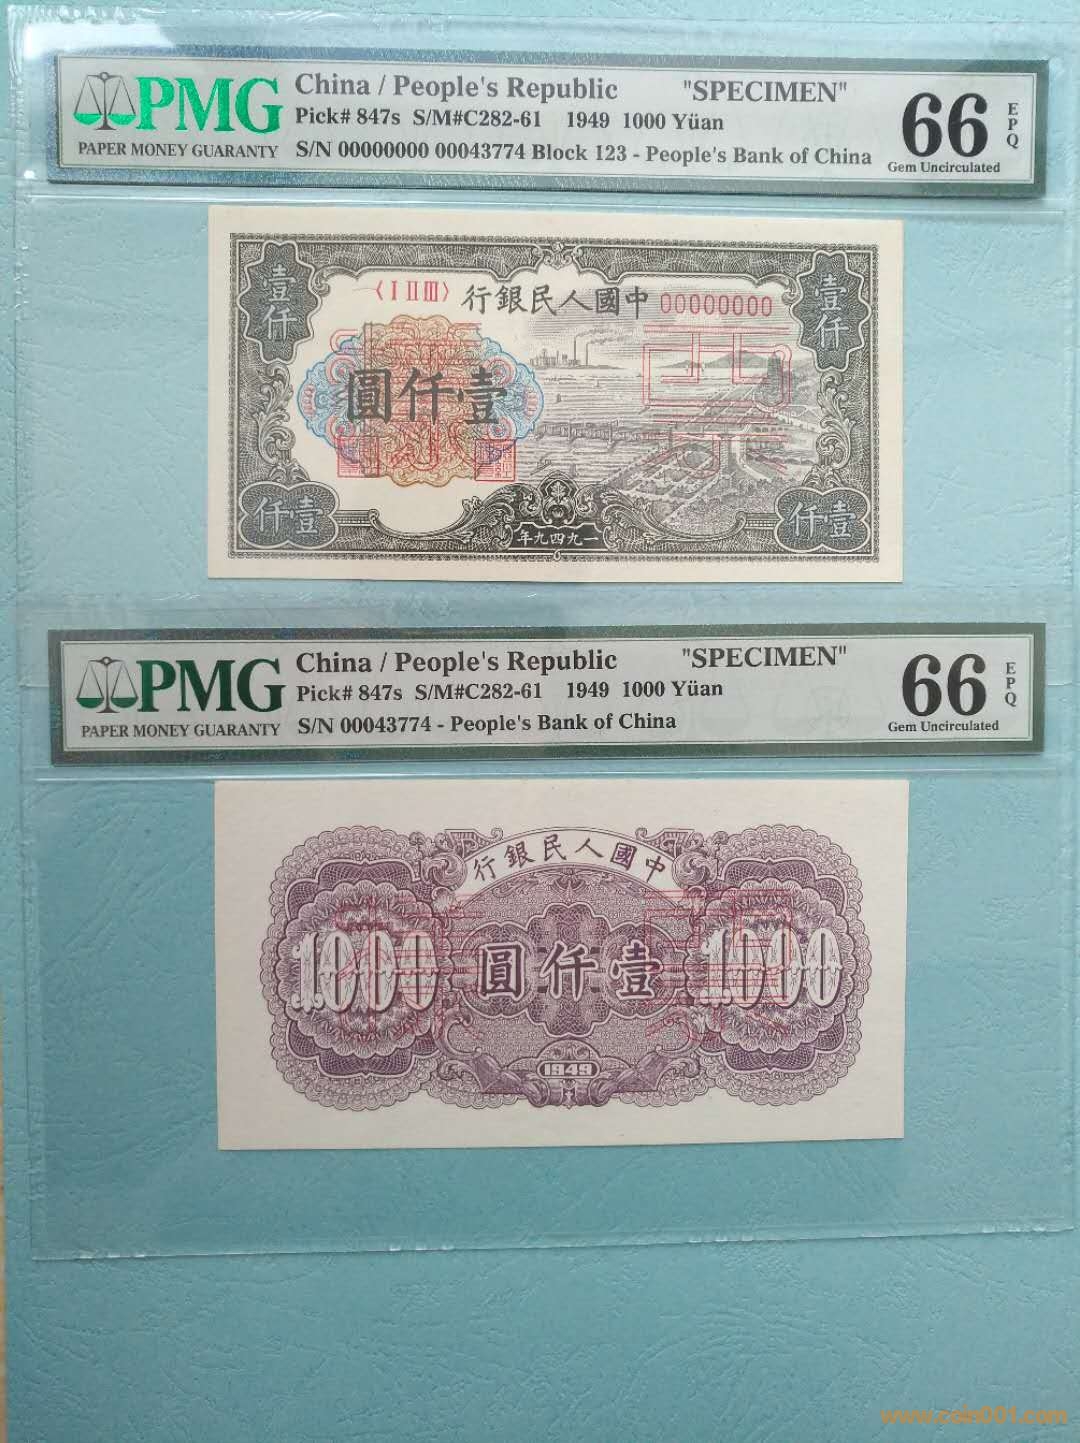 PMG
PAPER MONEY GUARANTY
China / People's Republic "SPECIMEN"
Pick# 847s S/M#C282-61 1949 1000 Yüan
S/N 00000000 00043774 Block 123 - People's Bank of China
66
EPQ
Gem Uncirculated
壹仟
壹仟
〈I II III〉
行銀民人國中
00000000
圓仟壹
票
樣
仟壹
仟壹
年九四九一
PMG
PAPER MONEY GUARANTY
China / People's Republic "SPECIMEN"
Pick# 847s S/M#C282-61 1949 1000 Yüan
S/N 00043774 - People's Bank of China
66
EPQ
Gem Uncirculated
行銀民人國中
1000
圓仟壹
1000
1949
www.coin001.com